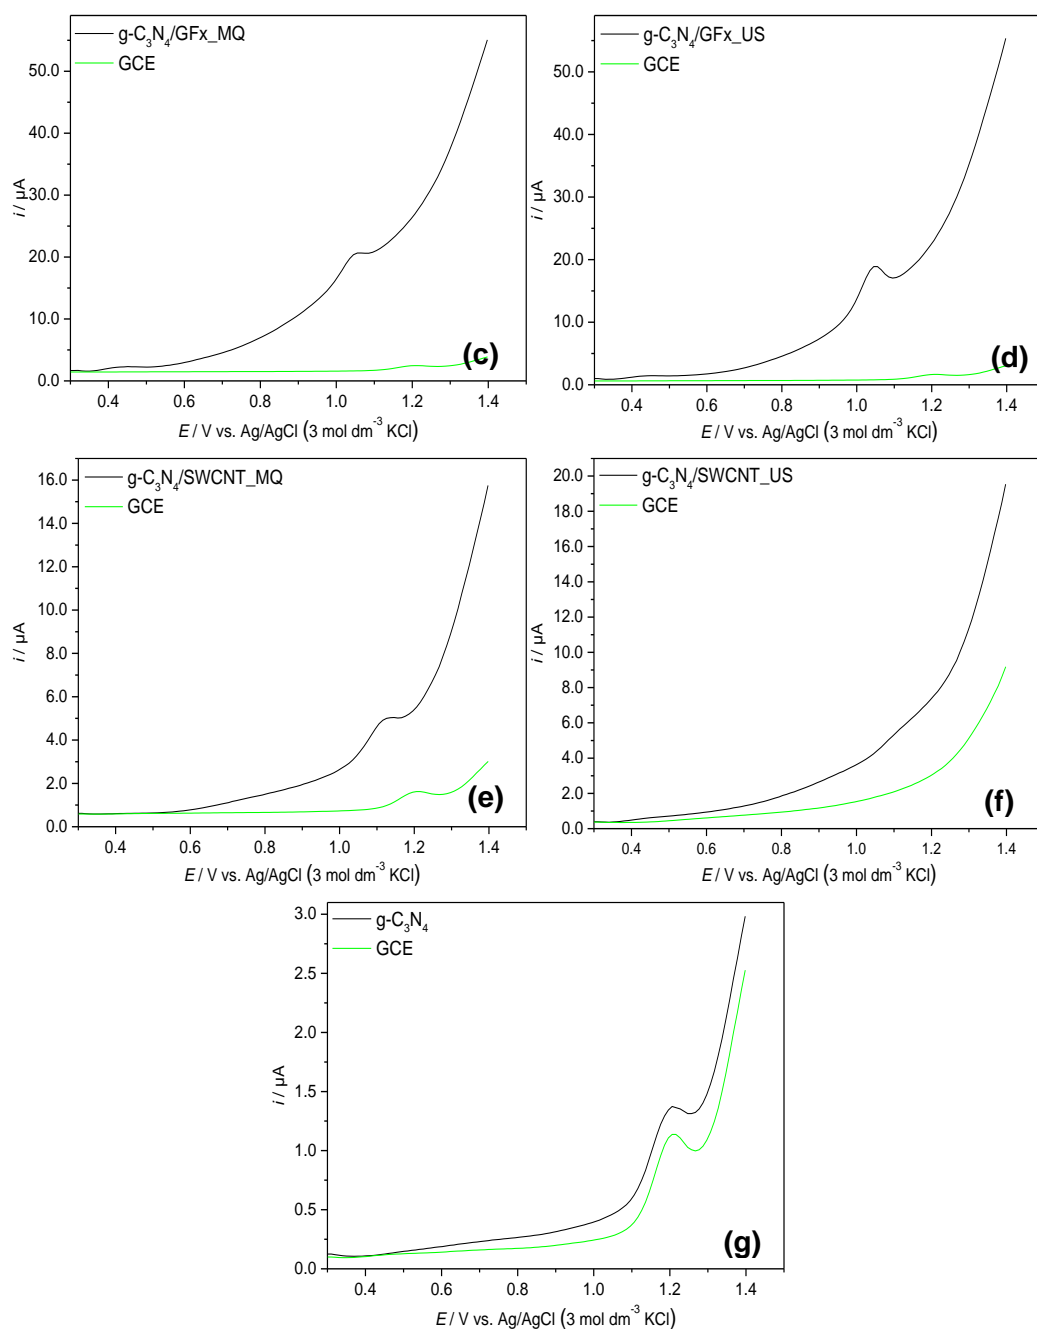 g-C₃N₄/GFx_MQ
GCE
50.0
40.0
30.0
20.0
10.0
0.0
i / µA
(c)
0.4 0.6 0.8 1.0 1.2 1.4
E / V vs. Ag/AgCl (3 mol dm⁻³ KCl)
g-C₃N₄/GFx_US
GCE
50.0
40.0
30.0
20.0
10.0
0.0
i / µA
(d)
0.4 0.6 0.8 1.0 1.2 1.4
E / V vs. Ag/AgCl (3 mol dm⁻³ KCl)
g-C₃N₄/SWCNT_MQ
GCE
16.0
14.0
12.0
10.0
8.0
6.0
4.0
2.0
0.0
i / µA
(e)
0.4 0.6 0.8 1.0 1.2 1.4
E / V vs. Ag/AgCl (3 mol dm⁻³ KCl)
g-C₃N₄/SWCNT_US
GCE
20.0
18.0
16.0
14.0
12.0
10.0
8.0
6.0
4.0
2.0
0.0
i / µA
(f)
0.4 0.6 0.8 1.0 1.2 1.4
E / V vs. Ag/AgCl (3 mol dm⁻³ KCl)
g-C₃N₄
GCE
3.0
2.5
2.0
1.5
1.0
0.5
0.0
i / µA
(g)
0.4 0.6 0.8 1.0 1.2 1.4
E / V vs. Ag/AgCl (3 mol dm⁻³ KCl)